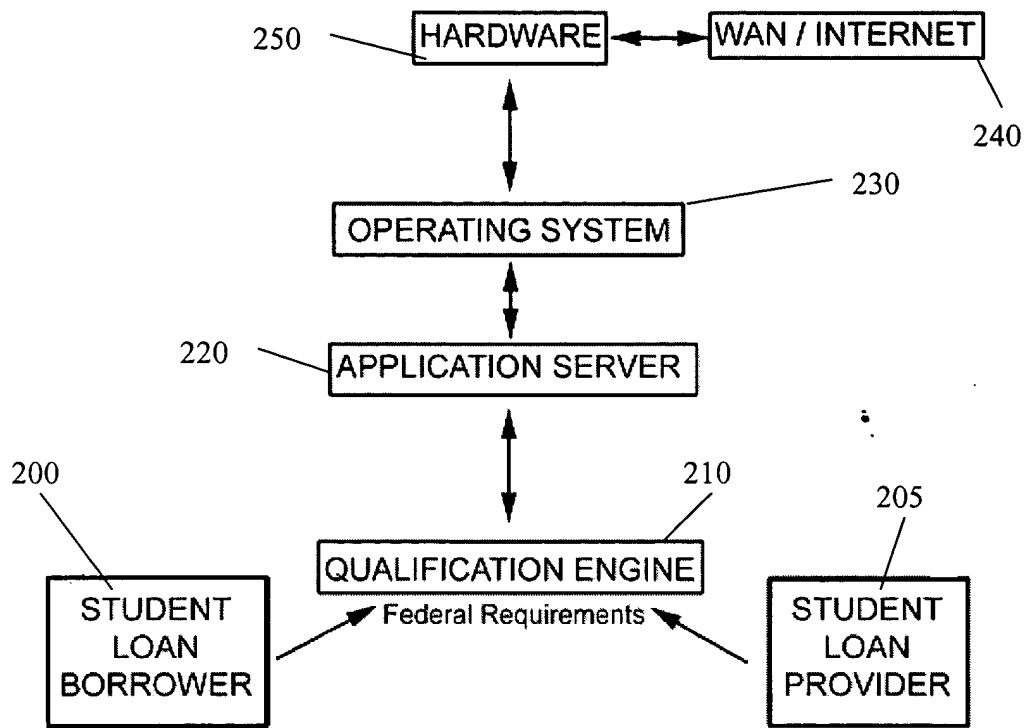 250
HARDWARE
WAN / INTERNET
240
230
OPERATING SYSTEM
220
APPLICATION SERVER
200
210
205
QUALIFICATION ENGINE
Federal Requirements
STUDENT
LOAN
BORROWER
STUDENT
LOAN
PROVIDER